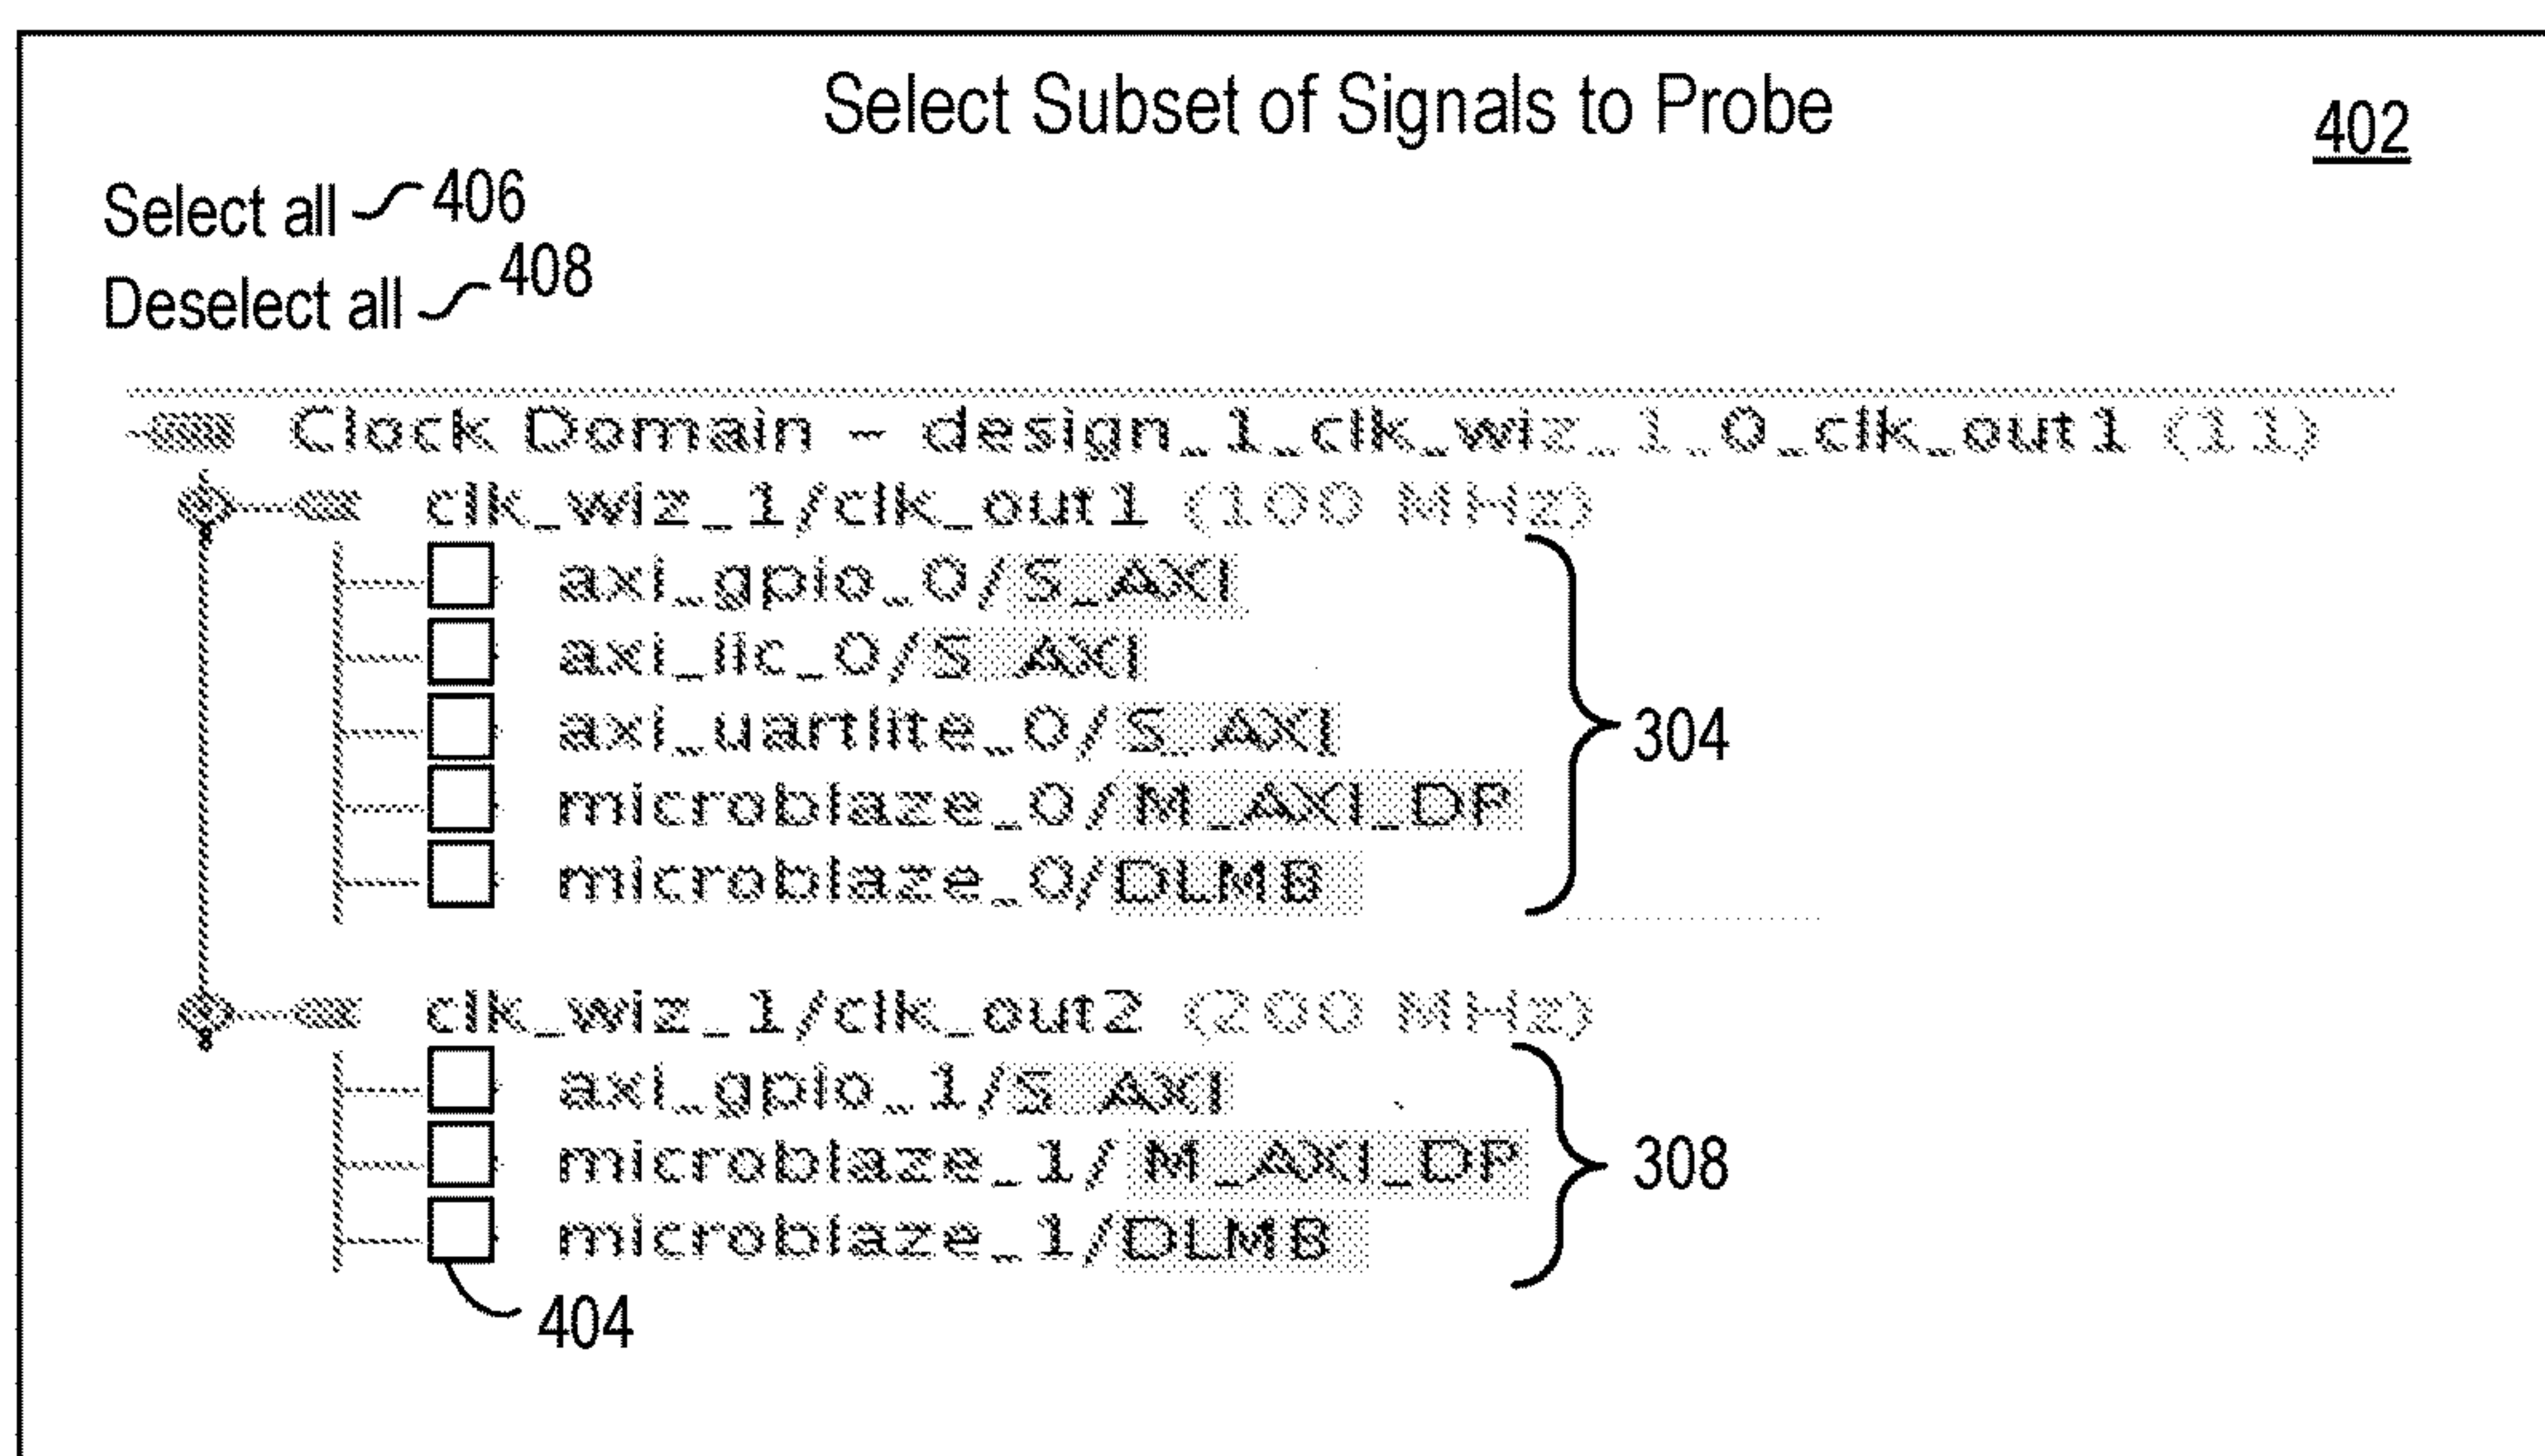 Select Subset of Signals to Probe
402
Select all 406
Deselect all 408
Clock Domain - design_1_clk_wiz_1_0_clk_out1 (11)
clk_wiz_1/clk_out1 (100 MHz)
axi_gpio_0/S_AXI
axi_iic_0/S_AXI
axi_uartlite_0/S_AXI
microblaze_0/M_AXI_DP
microblaze_0/DLMB
304
clk_wiz_1/clk_out2 (200 MHz)
axi_gpio_1/S_AXI
microblaze_1/M_AXI_DP
microblaze_1/DLMB
308
404